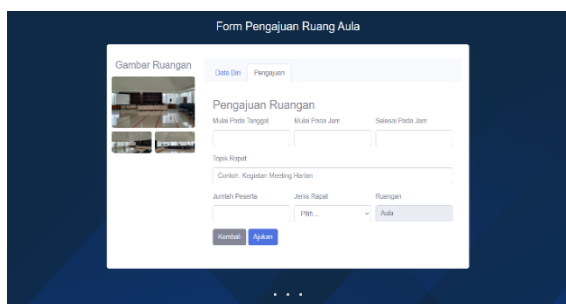 Form Pengajuan Ruang Aula
Gambar Ruangan
Data Diri
Pengajuan
Pengajuan Ruangan
Mulai Pada Tanggal
Mulai Pada Jam
Selesai Pada Jam
Topik Rapat
Contoh: Kegiatan Meeting Harian
Jumlah Peserta
Jenis Rapat
Ruangan
Pilih...
Aula
Kembali
Ajukan